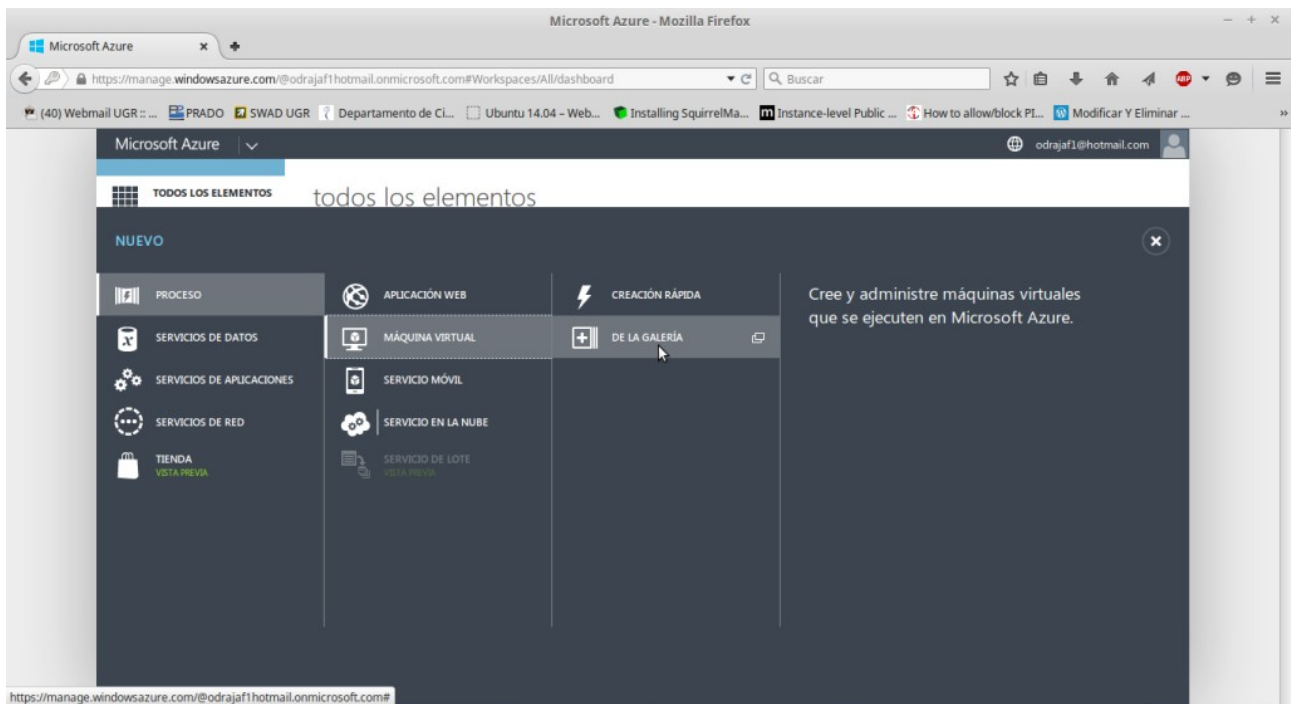 Microsoft Azure - Mozilla Firefox
Microsoft Azure
https://manage.windowsazure.com/@odrajaf1hotmail.onmicrosoft.com#Workspaces/All/dashboard
Buscar
ABP
(40) Webmail UGR :: ... PRADO SWAD UGR Departamento de Ci... Ubuntu 14.04 – Web... Installing SquirrelMa... Instance-level Public ... How to allow/block PI... Modificar Y Eliminar ...
Microsoft Azure odrajaf1@hotmail.com
TODOS LOS ELEMENTOS
todos los elementos
NUEVO
PROCESO
SERVICIOS DE DATOS
SERVICIOS DE APLICACIONES
SERVICIOS DE RED
TIENDA
VISTA PREVIA
APLICACIÓN WEB
MÁQUINA VIRTUAL
SERVICIO MÓVIL
SERVICIO EN LA NUBE
SERVICIO DE LOTE
VISTA PREVIA
CREACIÓN RÁPIDA
DE LA GALERÍA
Cree y administre máquinas virtuales
que se ejecuten en Microsoft Azure.
https://manage.windowsazure.com/@odrajaf1hotmail.onmicrosoft.com#